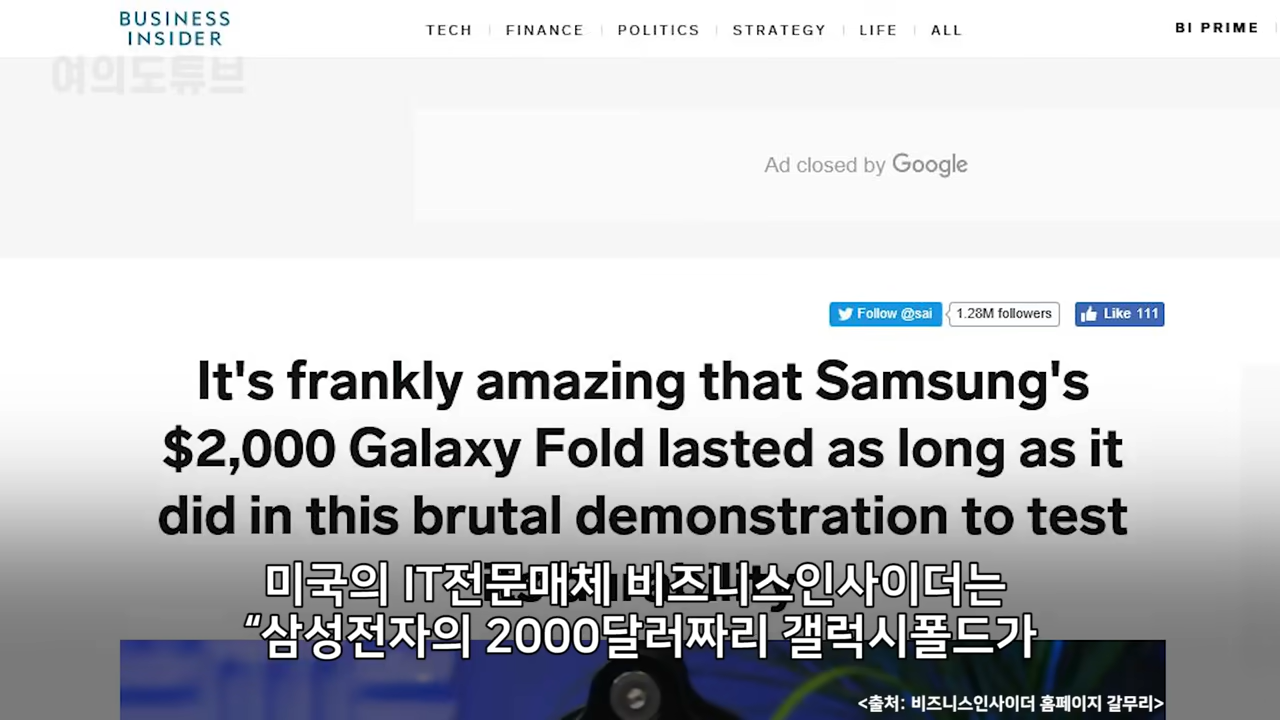 BUSINESS
INSIDER
TECH FINANCE POLITICS STRATEGY LIFE ALL
BI PRIME
여의도튜브
Ad closed by Google
Follow @sai 1.28M followers Like 111
It's frankly amazing that Samsung's
$2,000 Galaxy Fold lasted as long as it
did in this brutal demonstration to test
미국의 IT전문매체 비즈니스인사이더는
“삼성전자의 2000달러짜리 갤럭시폴드가
<출처: 비즈니스인사이더 홈페이지 갈무리>